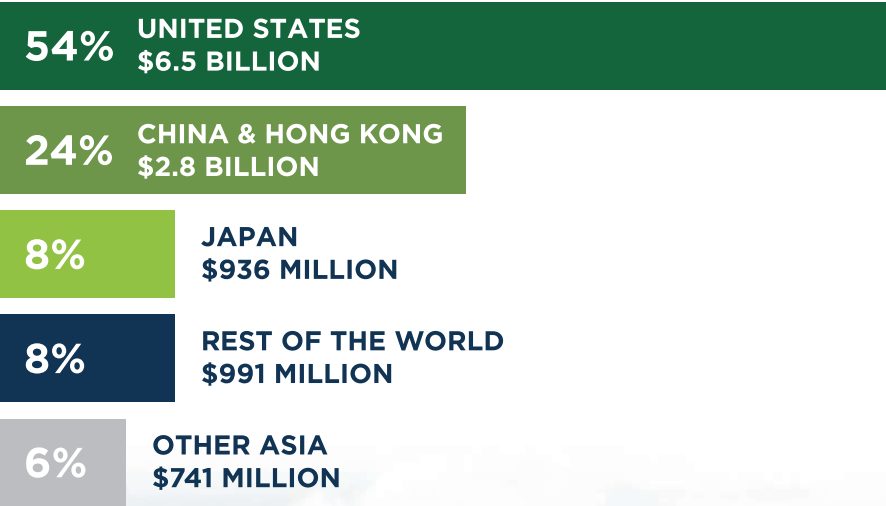 54%
UNITED STATES
$6.5 BILLION
24%
CHINA & HONG KONG
$2.8 BILLION
8%
JAPAN
$936 MILLION
8%
REST OF THE WORLD
$991 MILLION
6%
OTHER ASIA
$741 MILLION